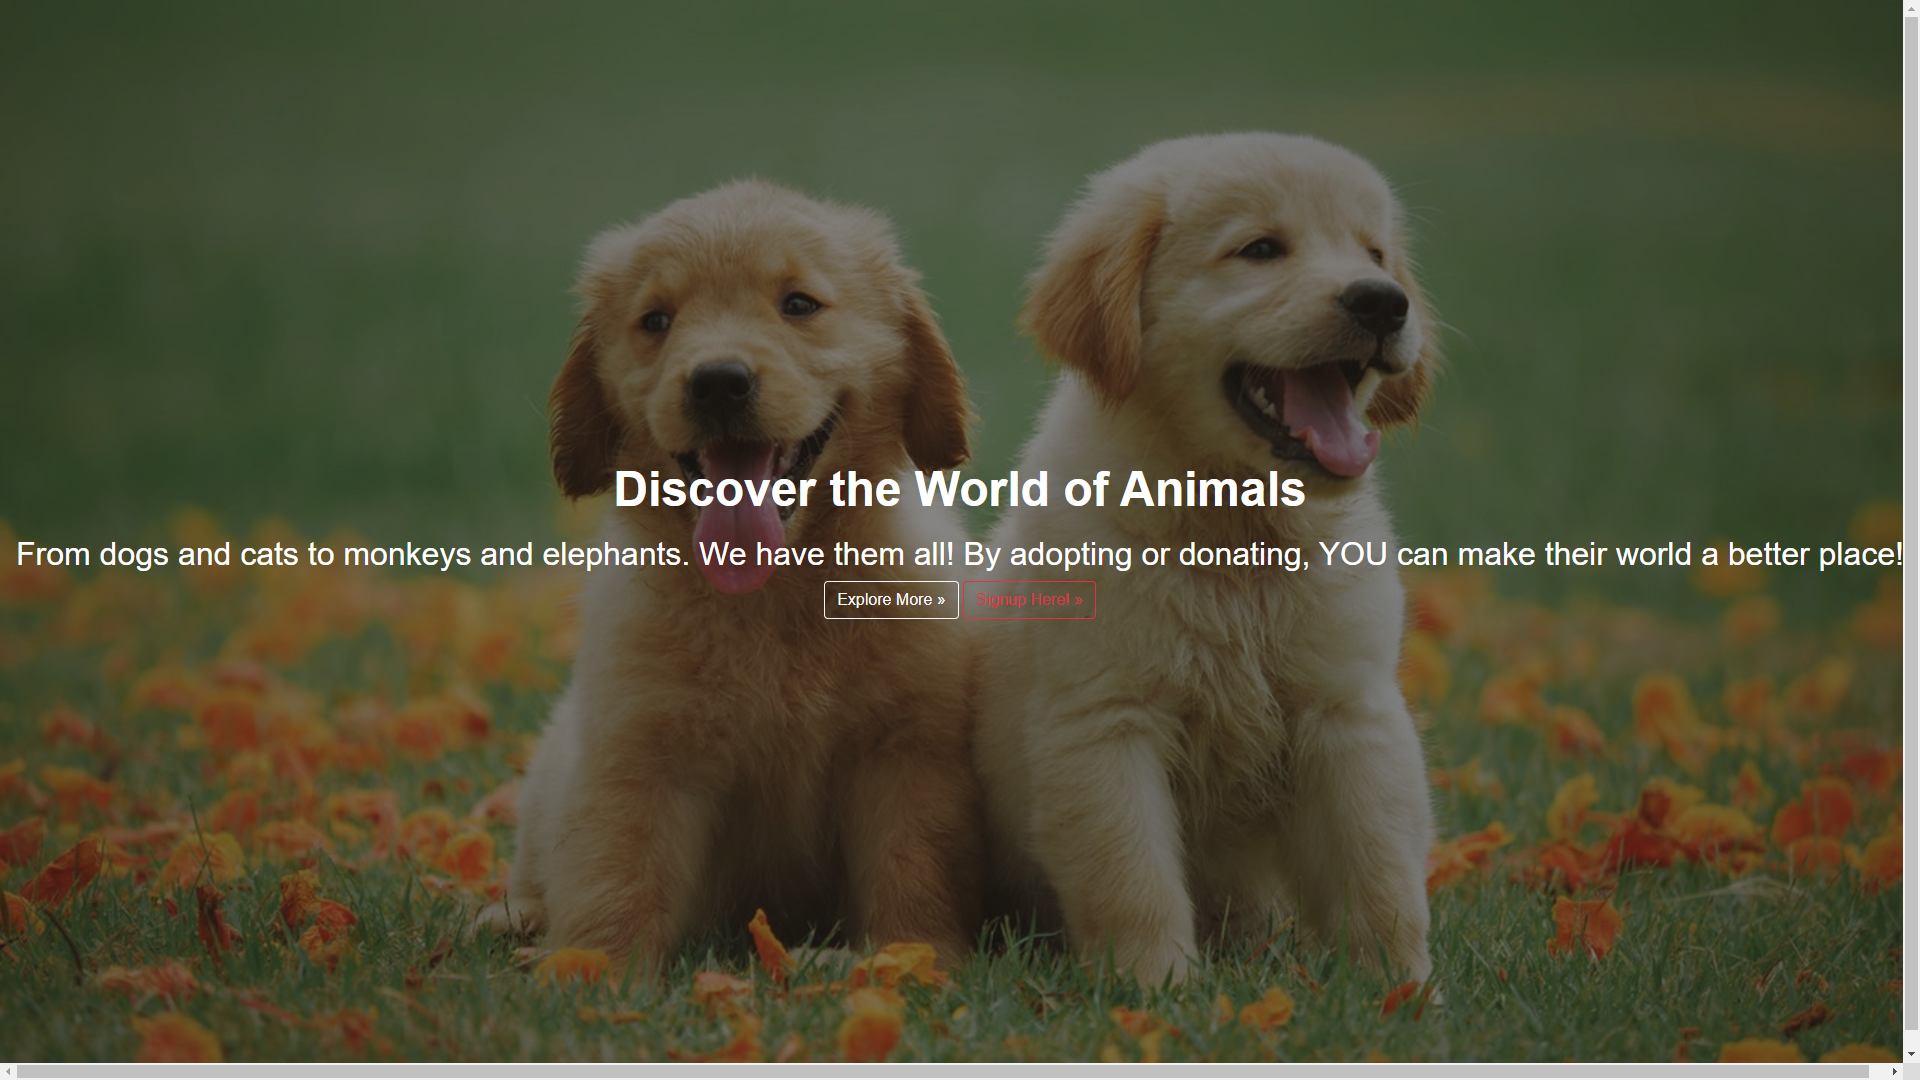 Discover the World of Animals
From dogs and cats to monkeys and elephants. We have them all! By adopting or donating, YOU can make their world a better place!
Explore More » Signup Here! »